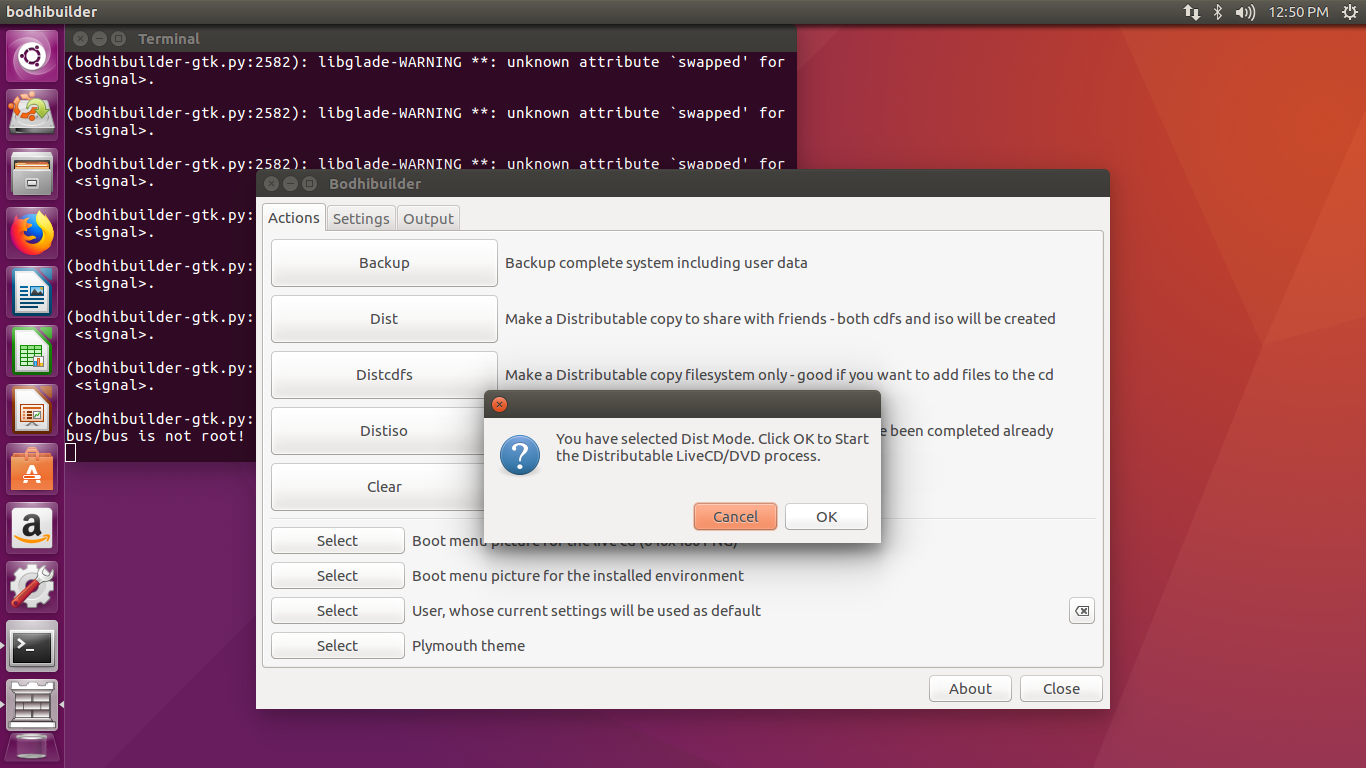 bodhibuilder
12:50 PM
Terminal
(bodhibuilder-gtk.py:2582): libglade-WARNING **: unknown attribute `swapped' for
<signal>.
(bodhibuilder-gtk.py:2582): libglade-WARNING **: unknown attribute `swapped' for
<signal>.
(bodhibuilder-gtk.py:2582): libglade-WARNING **: unknown attribute `swapped' for
<signal>.
(bodhibuilder-gtk.py:
<signal>.
(bodhibuilder-gtk.py:
<signal>.
(bodhibuilder-gtk.py:
<signal>.
(bodhibuilder-gtk.py:
<signal>.
(bodhibuilder-gtk.py:
bus/bus is not root!
Bodhibuilder
Actions Settings Output
Backup Backup complete system including user data
Dist Make a Distributable copy to share with friends - both cdfs and iso will be created
Distcdfs Make a Distributable copy filesystem only - good if you want to add files to the cd
Distiso been completed already
Clear
You have selected Dist Mode. Click OK to Start
the Distributable LiveCD/DVD process.
Cancel OK
Select Boot menu picture for the live cd (640x480 PNG)
Select Boot menu picture for the installed environment
Select User, whose current settings will be used as default
Select Plymouth theme
About Close